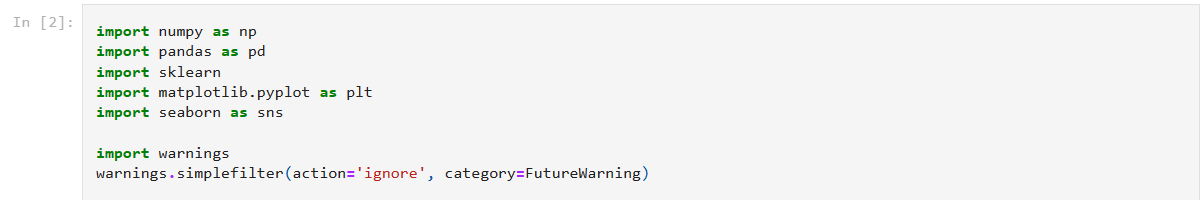 In [2]:
import numpy as np
import pandas as pd
import sklearn
import matplotlib.pyplot as plt
import seaborn as sns
import warnings
warnings.simplefilter(action='ignore', category=FutureWarning)